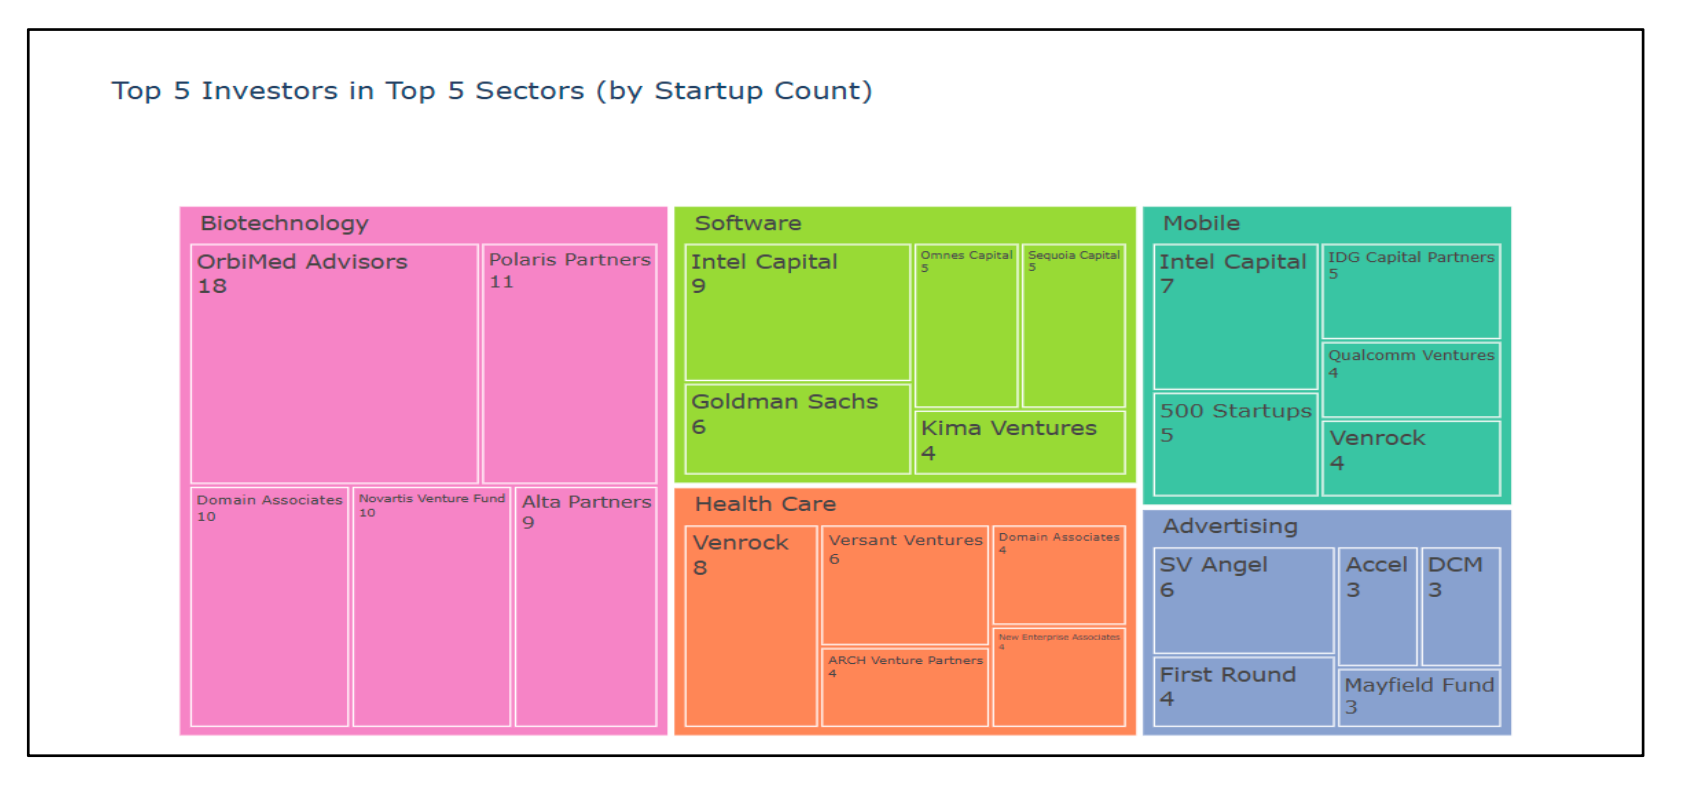 Top 5 Investors in Top 5 Sectors (by Startup Count)
Biotechnology
OrbiMed Advisors
18
Polaris Partners
11
Domain Associates
10
Novartis Venture Fund
10
Alta Partners
9
Software
Intel Capital
9
Goldman Sachs
6
Omnes Capital
5
Sequoia Capital
5
Kima Ventures
4
Health Care
Venrock
8
Versant Ventures
6
ARCH Venture Partners
4
Domain Associates
4
New Enterprise Associates
4
Mobile
Intel Capital
7
500 Startups
5
IDG Capital Partners
5
Qualcomm Ventures
4
Venrock
4
Advertising
SV Angel
6
First Round
4
Accel
3
DCM
3
Mayfield Fund
3